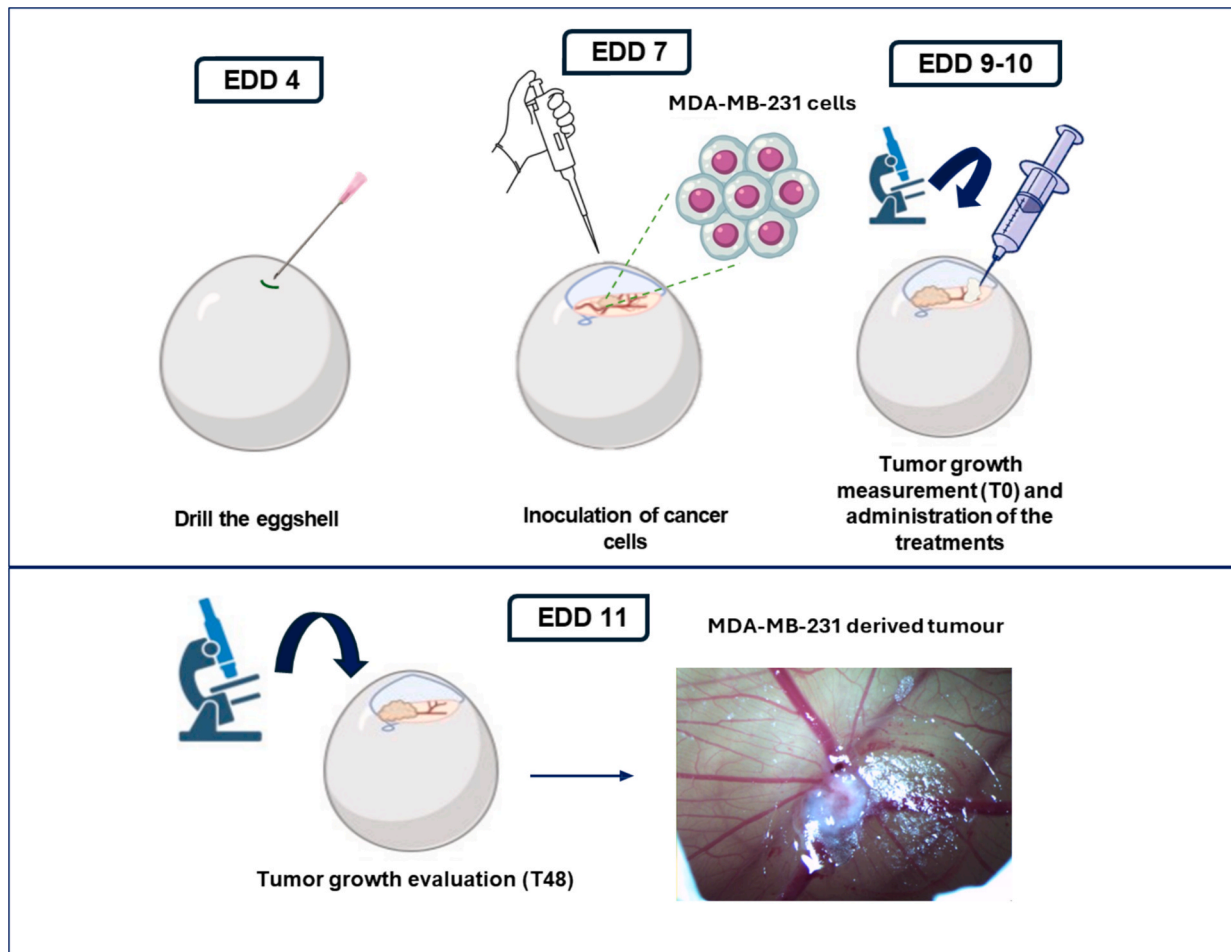 EDD 4
EDD 7
EDD 9-10
MDA-MB-231 cells
Drill the eggshell
Inoculation of cancer
cells
Tumor growth
measurement (T0) and
administration of the
treatments
EDD 11
MDA-MB-231 derived tumour
Tumor growth evaluation (T48)